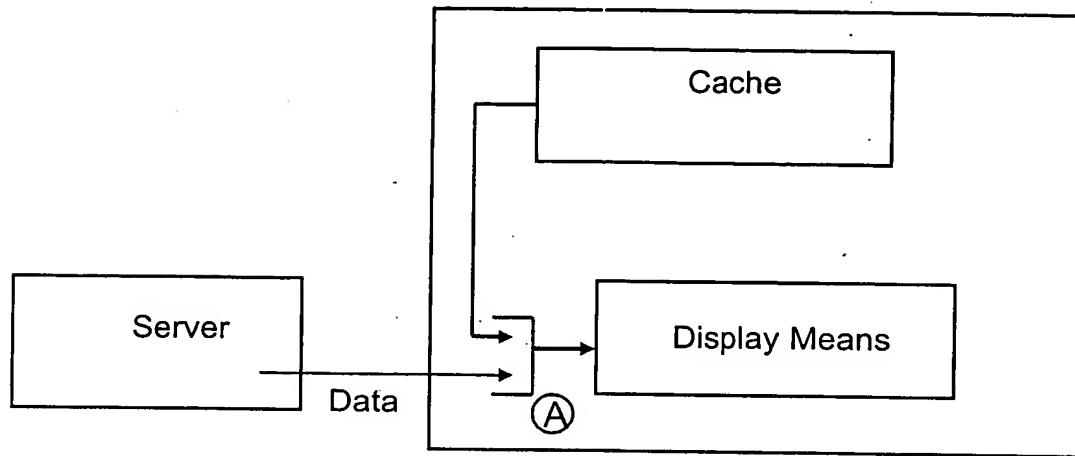 Cache
Server
Display Means
Data
A